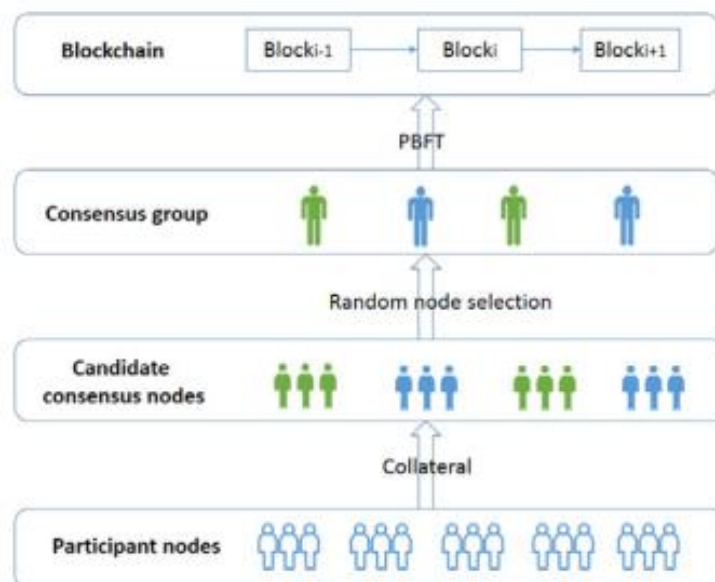 Blockchain
Blocki-1
Blocki
Blocki+1
PBFT
Consensus group
Random node selection
Candidate
consensus nodes
Collateral
Participant nodes